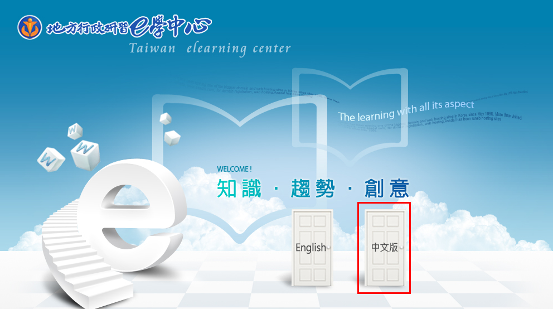 地方行政研習e學中心
Taiwan elearning center
The learning with all its aspect
W
W
W
WELCOME!
知識．趨勢．創意
e
English
中文版